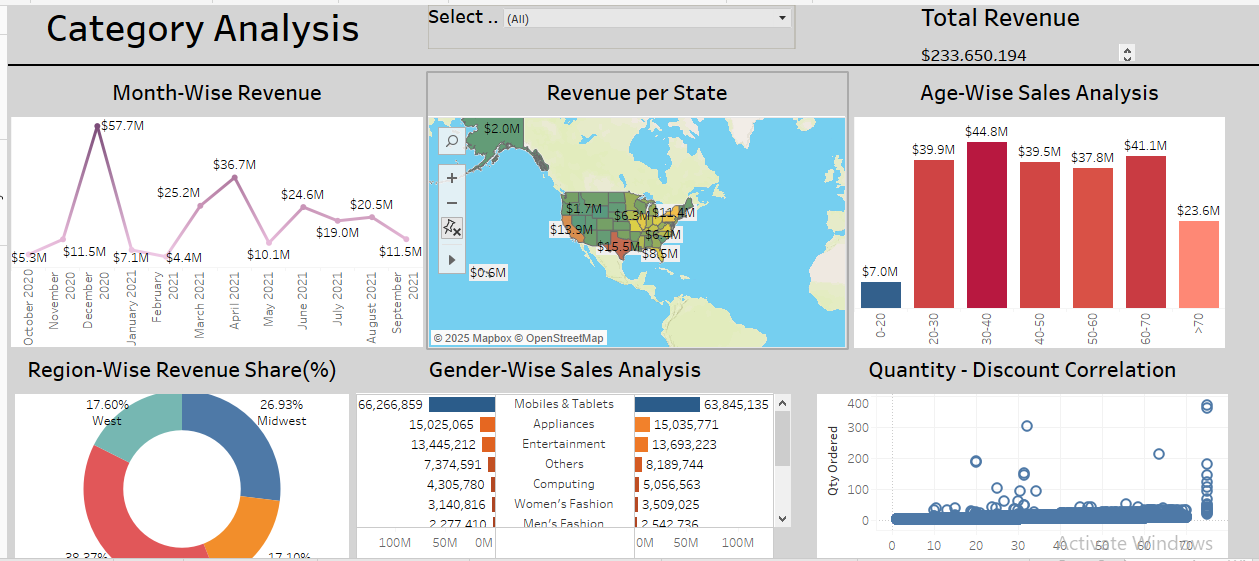 Category Analysis
Select ..
(All)
Total Revenue
$233,650,194
Month-Wise Revenue
$57.7M
$36.7M
$25.2M
$24.6M
$20.5M
$19.0M
$11.5M
$11.5M
$10.1M
$5.3M
$7.1M
$4.4M
October 2020
November 2020
December 2020
January 2021
February 2021
March 2021
April 2021
May 2021
June 2021
July 2021
August 2021
September 2021
Revenue per State
$2.0M
$1.7M
$6.3M
$11.4M
$13.9M
$6.4M
$15.5M
$8.5M
$0.6M
© 2025 Mapbox © OpenStreetMap
Age-Wise Sales Analysis
$7.0M
$39.9M
$44.8M
$39.5M
$37.8M
$41.1M
$23.6M
0-20
20-30
30-40
40-50
50-60
60-70
>70
Region-Wise Revenue Share(%)
17.60%
West
26.93%
Midwest
38.37%
17.10%
Gender-Wise Sales Analysis
66,266,859 Mobiles & Tablets 63,845,135
15,025,065 Appliances 15,035,771
13,445,212 Entertainment 13,693,223
7,374,591 Others 8,189,744
4,305,780 Computing 5,056,563
3,140,816 Women's Fashion 3,509,025
2,277,410 Men's Fashion 2,542,736
100M 50M 0M 0M 50M 100M
Quantity - Discount Correlation
Qty Ordered
400
300
200
100
0
0 10 20 30 40 50 60 70
Activate Windows